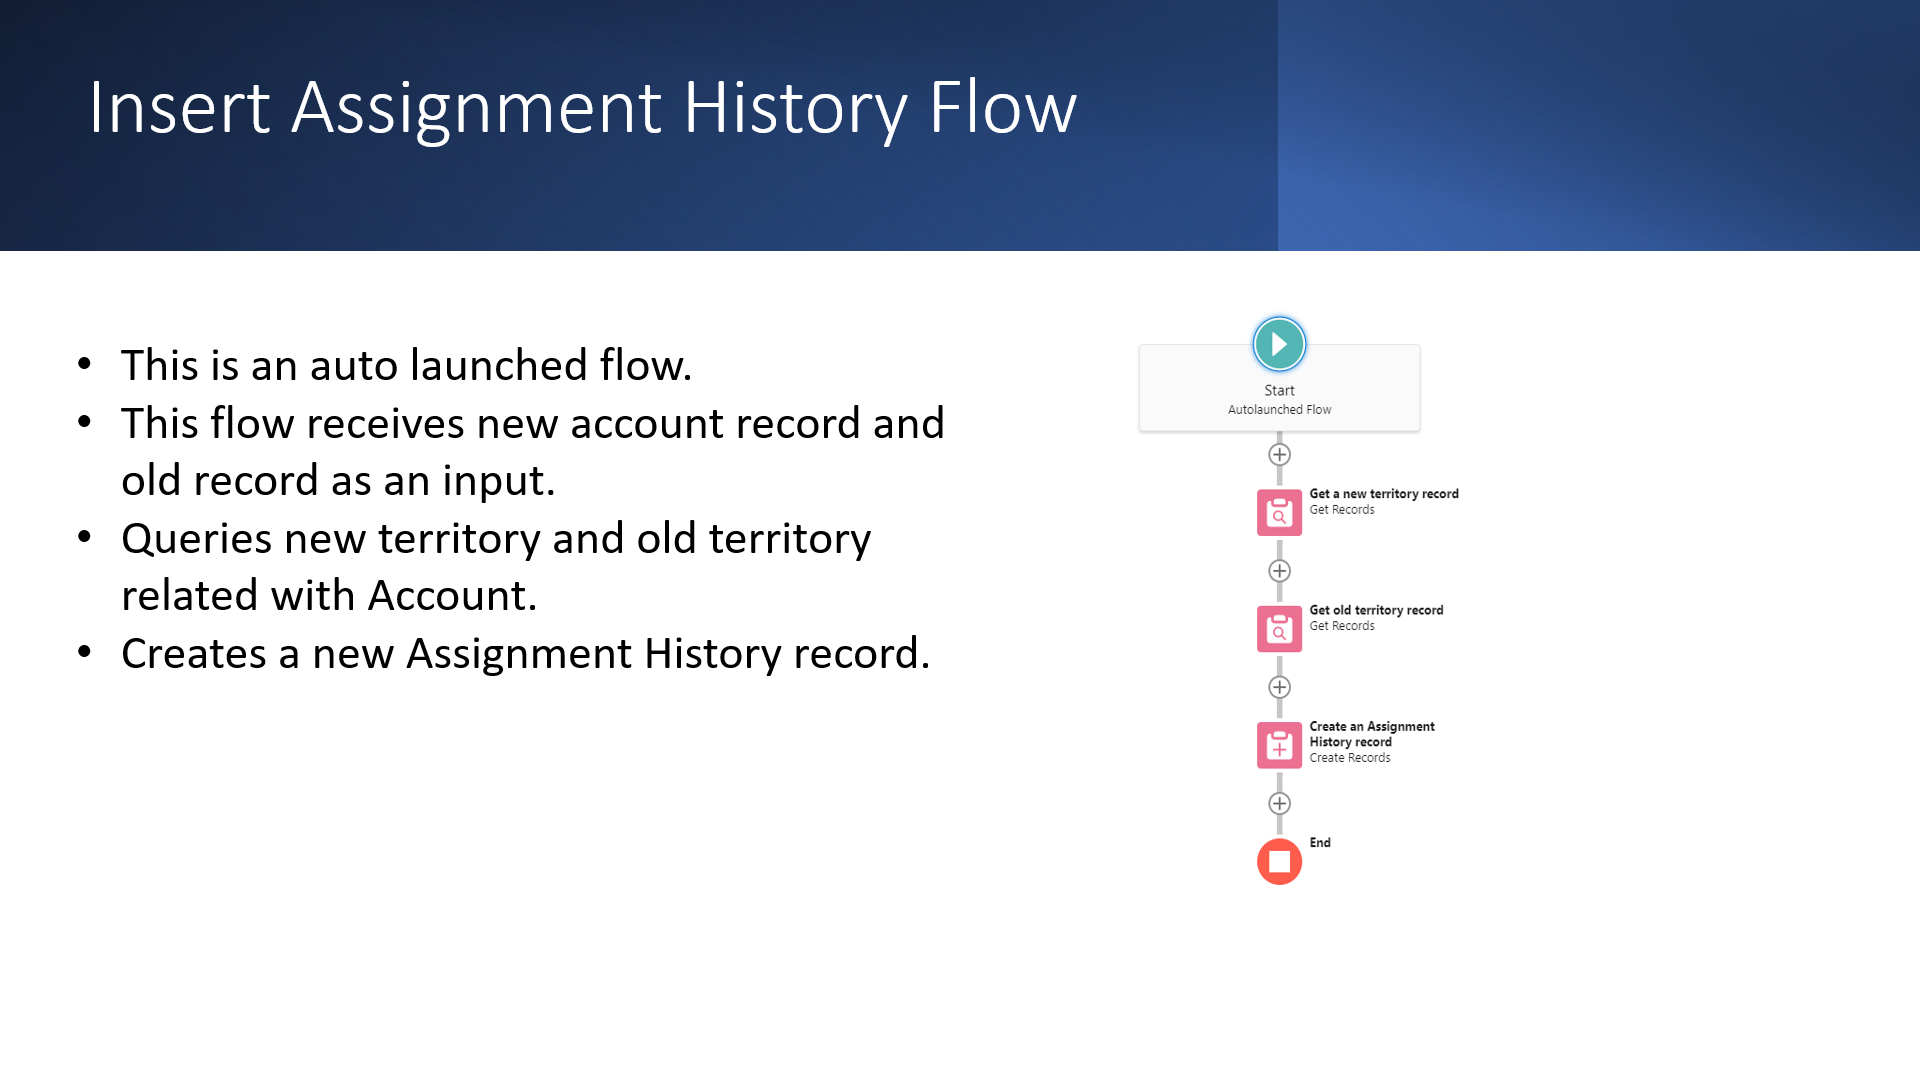 Insert Assignment History Flow
• This is an auto launched flow.
• This flow receives new account record and
old record as an input.
• Queries new territory and old territory
related with Account.
• Creates a new Assignment History record.
Start
Autolaunched Flow
Get a new territory record
Get Records
Get old territory record
Get Records
Create an Assignment
History record
Create Records
End